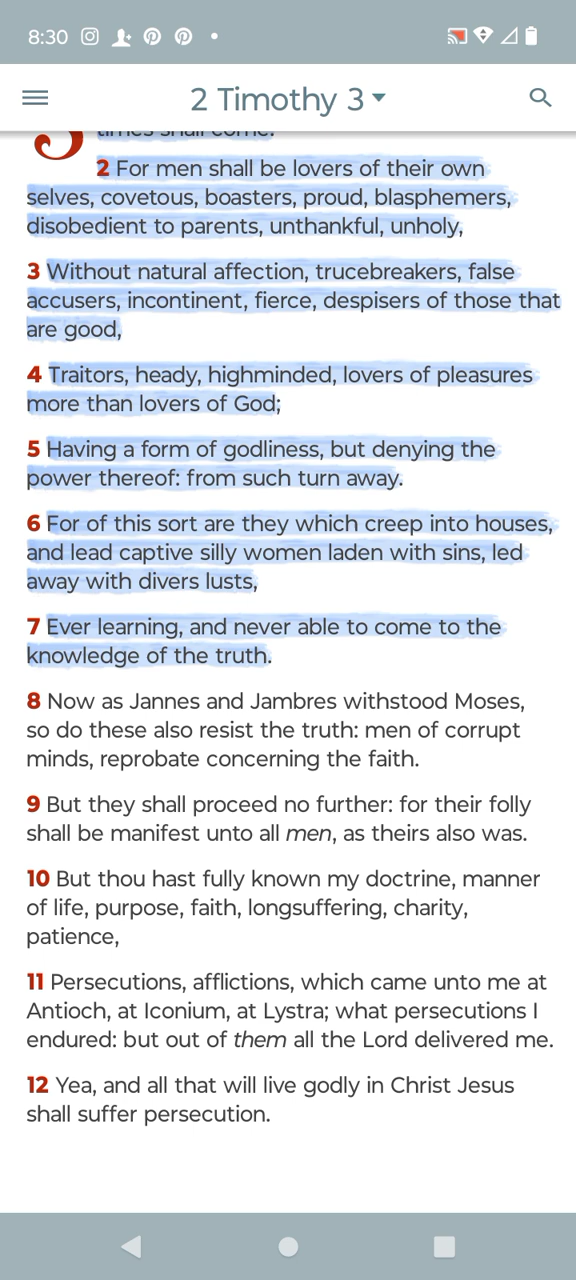 8:30
2 Timothy 3
3 times shall come.
2 For men shall be lovers of their own
selves, covetous, boasters, proud, blasphemers,
disobedient to parents, unthankful, unholy,
3 Without natural affection, trucebreakers, false
accusers, incontinent, fierce, despisers of those that
are good,
4 Traitors, heady, highminded, lovers of pleasures
more than lovers of God;
5 Having a form of godliness, but denying the
power thereof: from such turn away.
6 For of this sort are they which creep into houses,
and lead captive silly women laden with sins, led
away with divers lusts,
7 Ever learning, and never able to come to the
knowledge of the truth.
8 Now as Jannes and Jambres withstood Moses,
so do these also resist the truth: men of corrupt
minds, reprobate concerning the faith.
9 But they shall proceed no further: for their folly
shall be manifest unto all men, as theirs also was.
10 But thou hast fully known my doctrine, manner
of life, purpose, faith, longsuffering, charity,
patience,
11 Persecutions, afflictions, which came unto me at
Antioch, at Iconium, at Lystra; what persecutions I
endured: but out of them all the Lord delivered me.
12 Yea, and all that will live godly in Christ Jesus
shall suffer persecution.